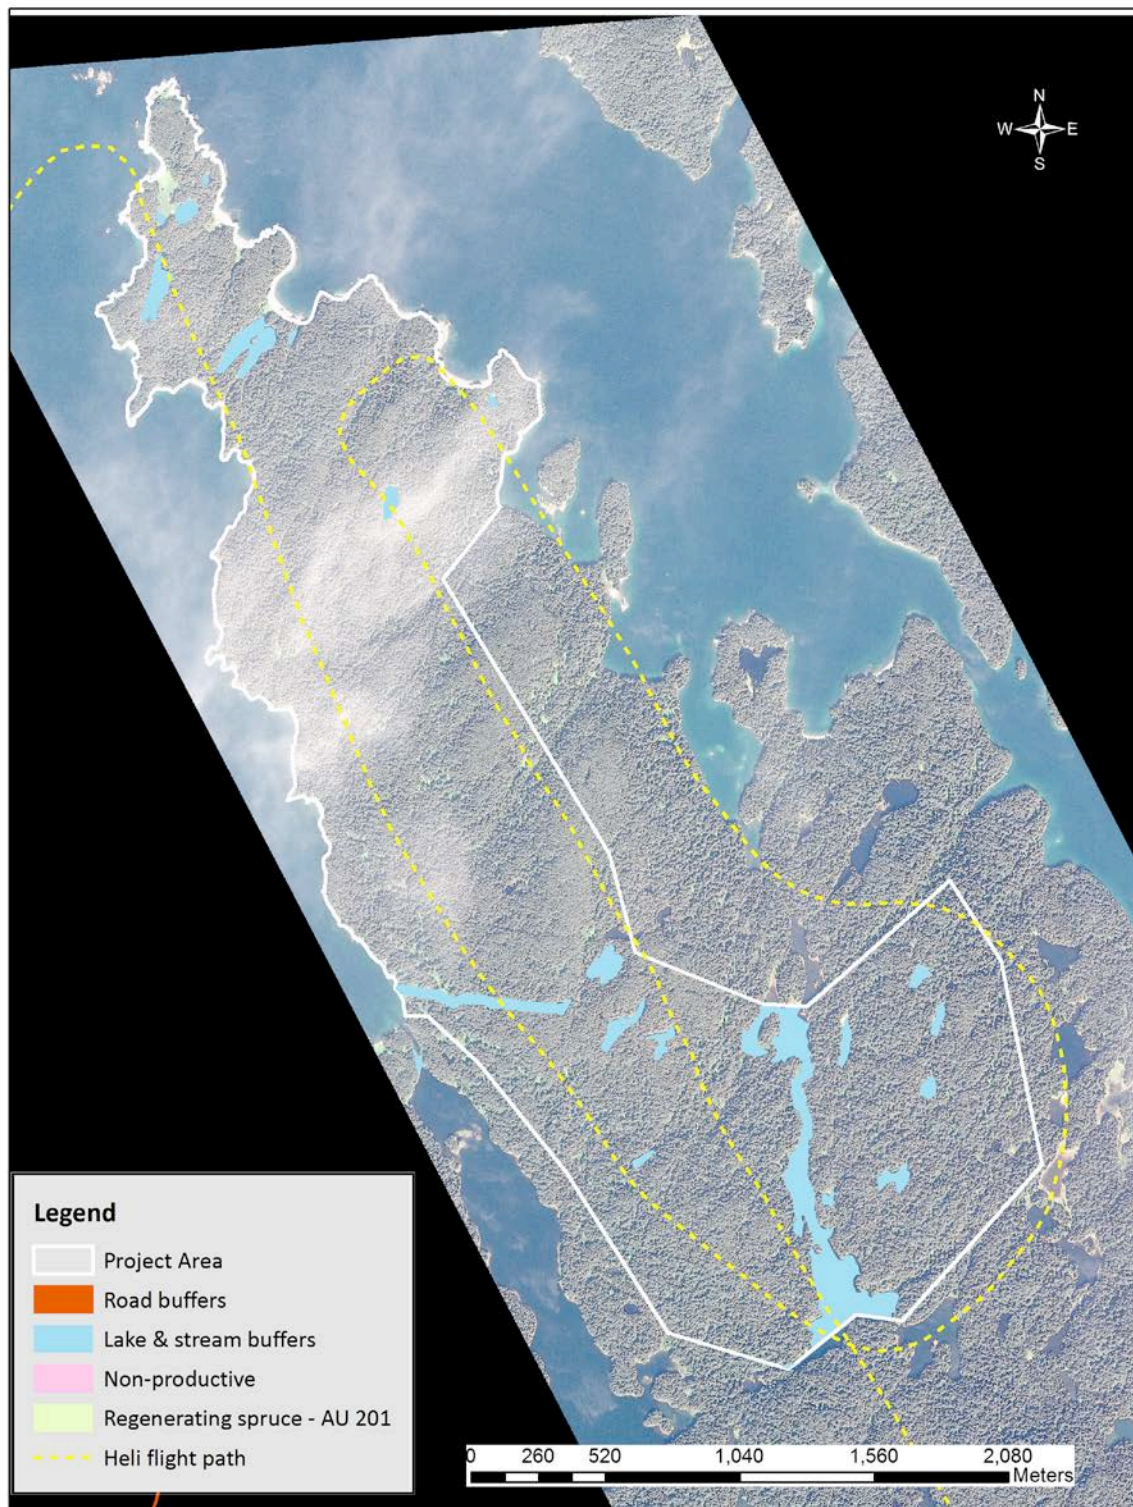 N
W E
S
Legend
Project Area
Road buffers
Lake & stream buffers
Non-productive
Regenerating spruce - AU 201
Heli flight path
0 260 520 1,040 1,560 2,080
Meters